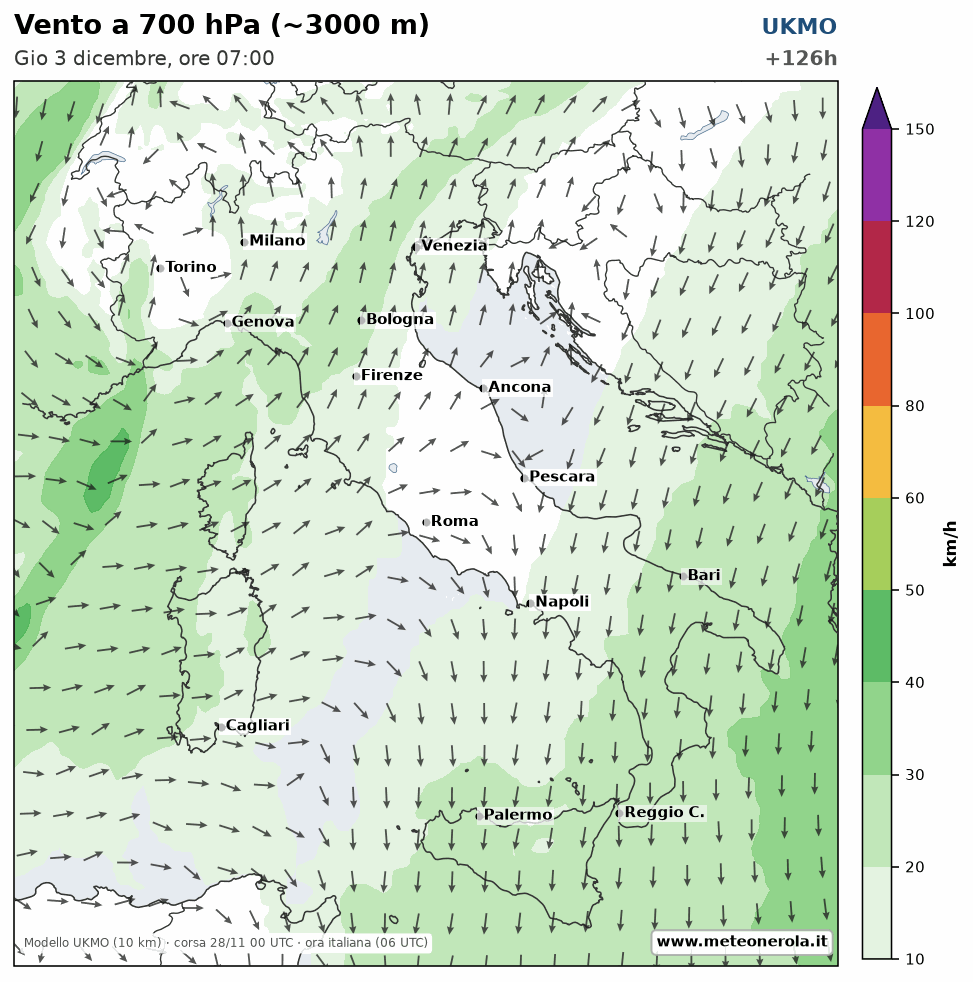 Vento a 700 hPa (~3000 m)
UKMO
Gio 3 dicembre, ore 07:00
+126h
Milano
Venezia
Torino
Genova
Bologna
Firenze
Ancona
Pescara
Roma
Bari
Napoli
Cagliari
Palermo
Reggio C.
150
120
100
80
60
50
40
30
20
10
km/h
Modello UKMO (10 km) · corsa 28/11 00 UTC · ora italiana (06 UTC)
www.meteonerola.it